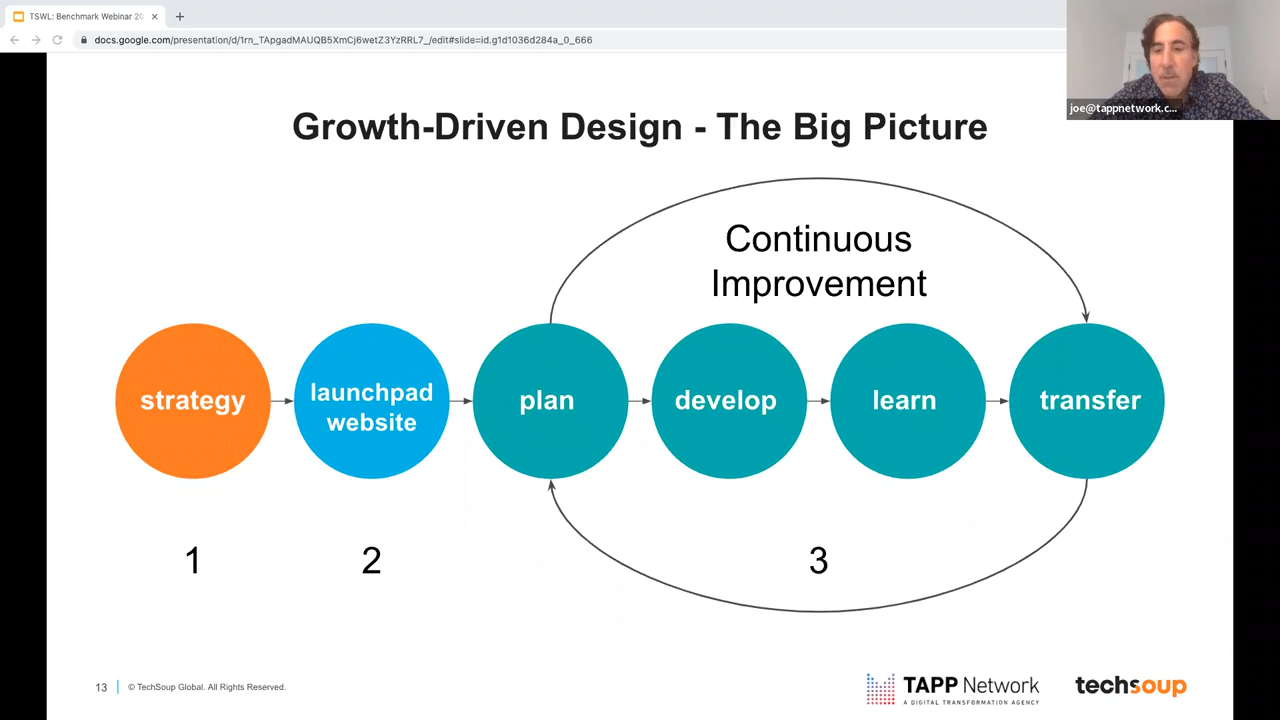 TSWL: Benchmark Webinar 20
docs.google.com/presentation/d/1rn_TApgadMAUQB5XmCj6wetZ3YzRRL7_/edit#slide=id.g1d1036d284a_0_666
joe@tappnetwork.c...
Growth-Driven Design - The Big Picture
Continuous
Improvement
strategy
launchpad
website
plan
develop
learn
transfer
1
2
3
13
© TechSoup Global. All Rights Reserved.
TAPP Network
A DIGITAL TRANSFORMATION AGENCY
techsoup